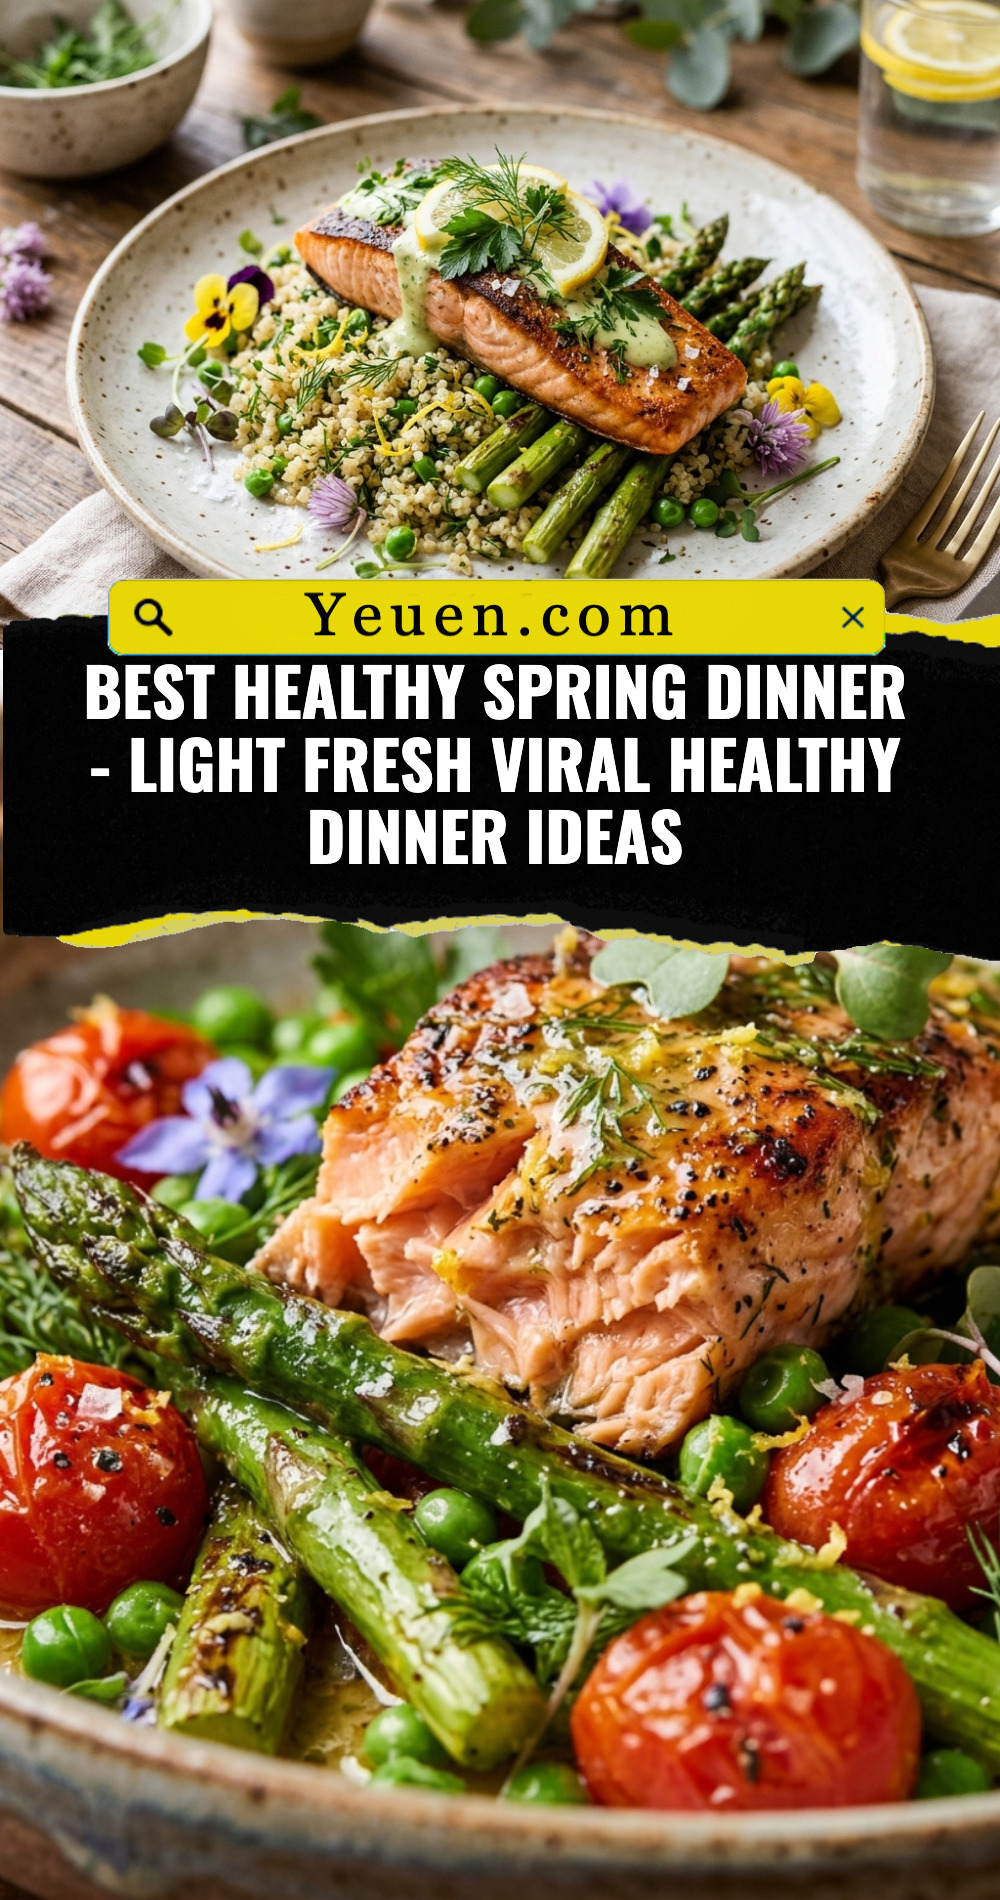 Yeuen.com
BEST HEALTHY SPRING DINNER
- LIGHT FRESH VIRAL HEALTHY
DINNER IDEAS